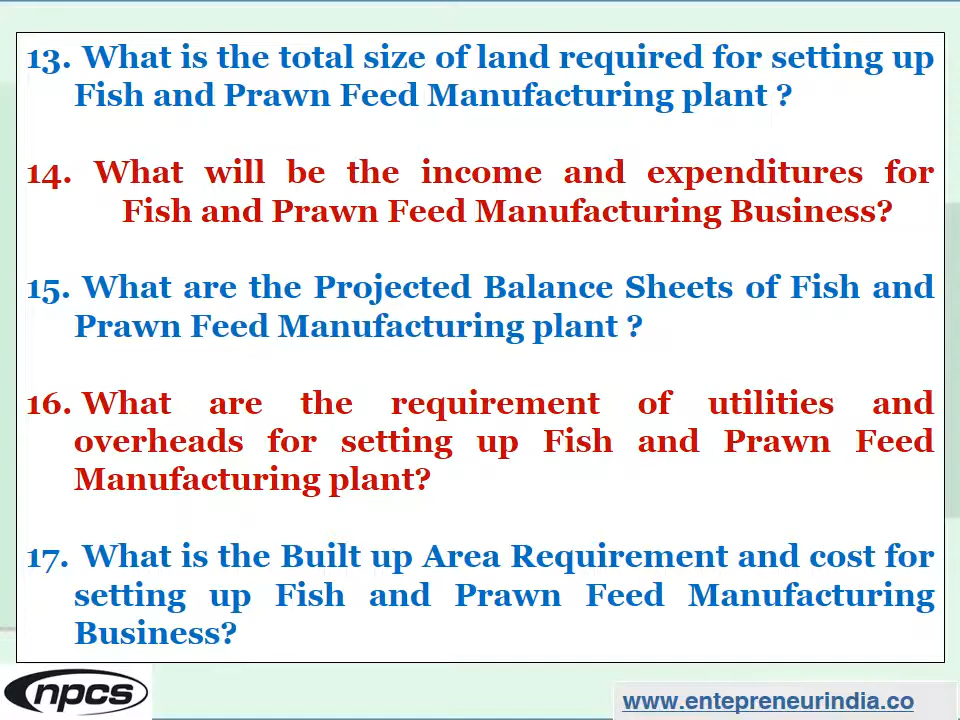 13. What is the total size of land required for setting up
Fish and Prawn Feed Manufacturing plant ?
14. What will be the income and expenditures for
Fish and Prawn Feed Manufacturing Business?
15. What are the Projected Balance Sheets of Fish and
Prawn Feed Manufacturing plant ?
16. What are the requirement of utilities and
overheads for setting up Fish and Prawn Feed
Manufacturing plant?
17. What is the Built up Area Requirement and cost for
setting up Fish and Prawn Feed Manufacturing
Business?
npcs
www.entepreneurindia.co